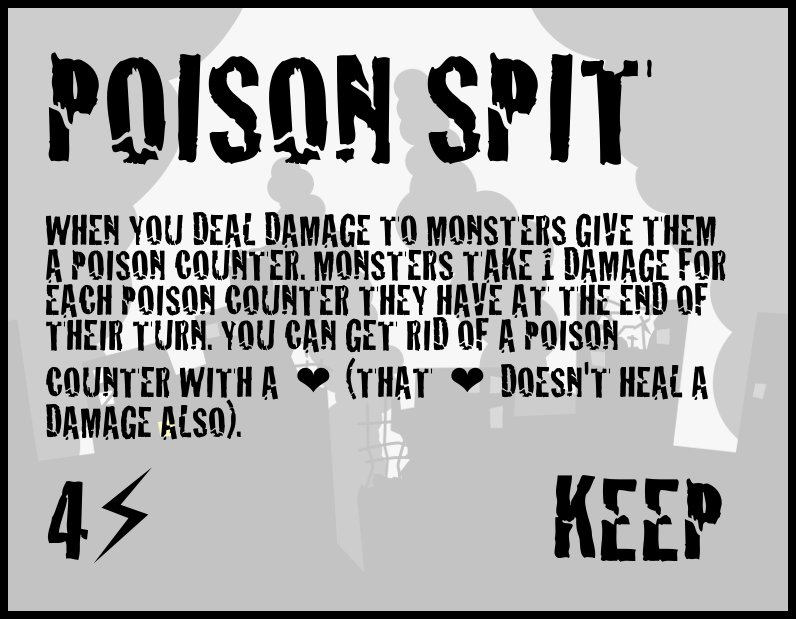 POISON SPIT
WHEN YOU DEAL DAMAGE TO MONSTERS GIVE THEM
A POISON COUNTER. MONSTERS TAKE 1 DAMAGE FOR
EACH POISON COUNTER THEY HAVE AT THE END OF
THEIR TURN. YOU CAN GET RID OF A POISON
COUNTER WITH A ❤ (THAT ❤ DOESN'T HEAL A
DAMAGE ALSO).
4⚡ KEEP